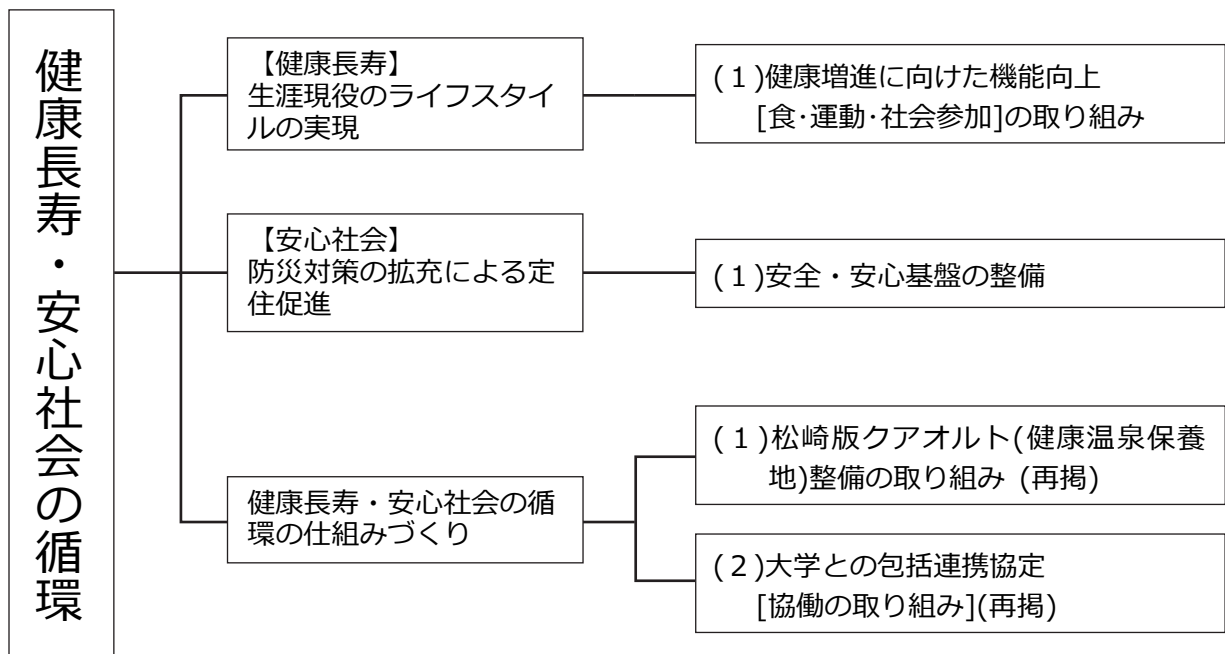 健康長寿・安心社会の循環
【健康長寿】
生涯現役のライフスタイ
ルの実現
(１)健康増進に向けた機能向上
[食･運動･社会参加]の取り組み
【安心社会】
防災対策の拡充による定
住促進
(１)安全・安心基盤の整備
健康長寿・安心社会の循
環の仕組みづくり
(１)松崎版クアオルト(健康温泉保養
地)整備の取り組み (再掲)
(２)大学との包括連携協定
[協働の取り組み](再掲)